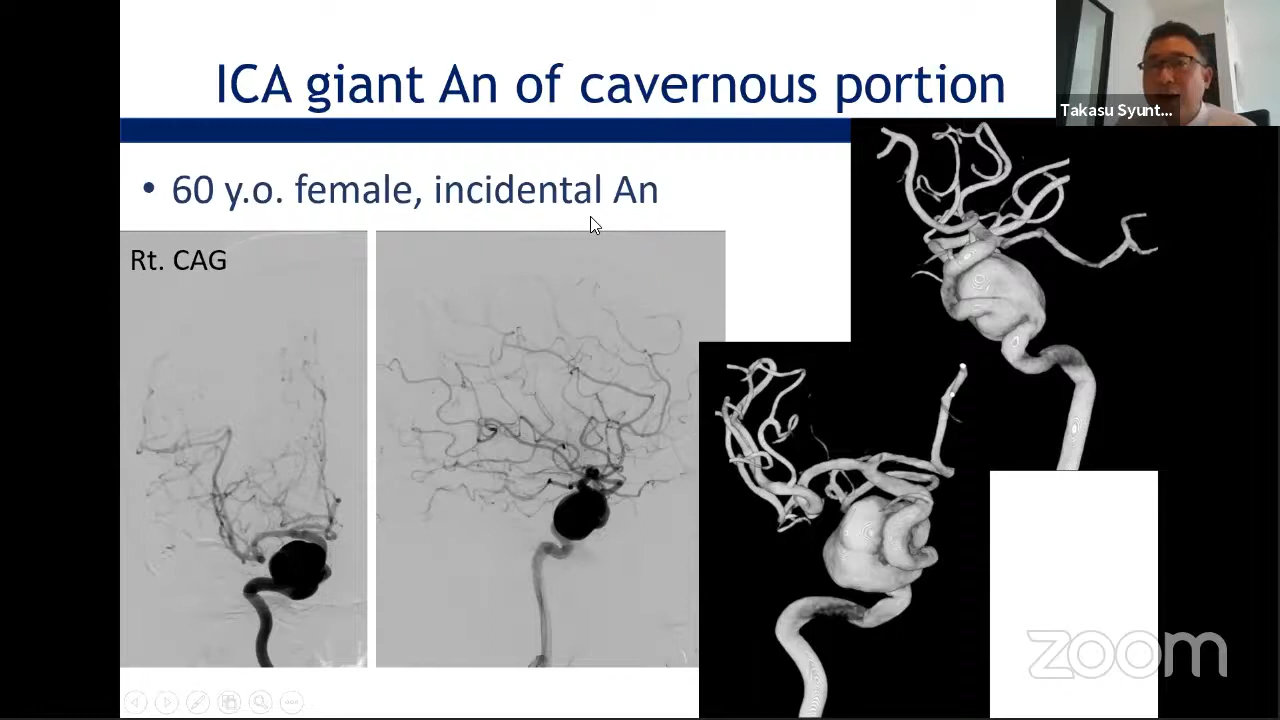 ICA giant An of cavernous portion
Takasu Syunt...
• 60 y.o. female, incidental An
Rt. CAG
zoom